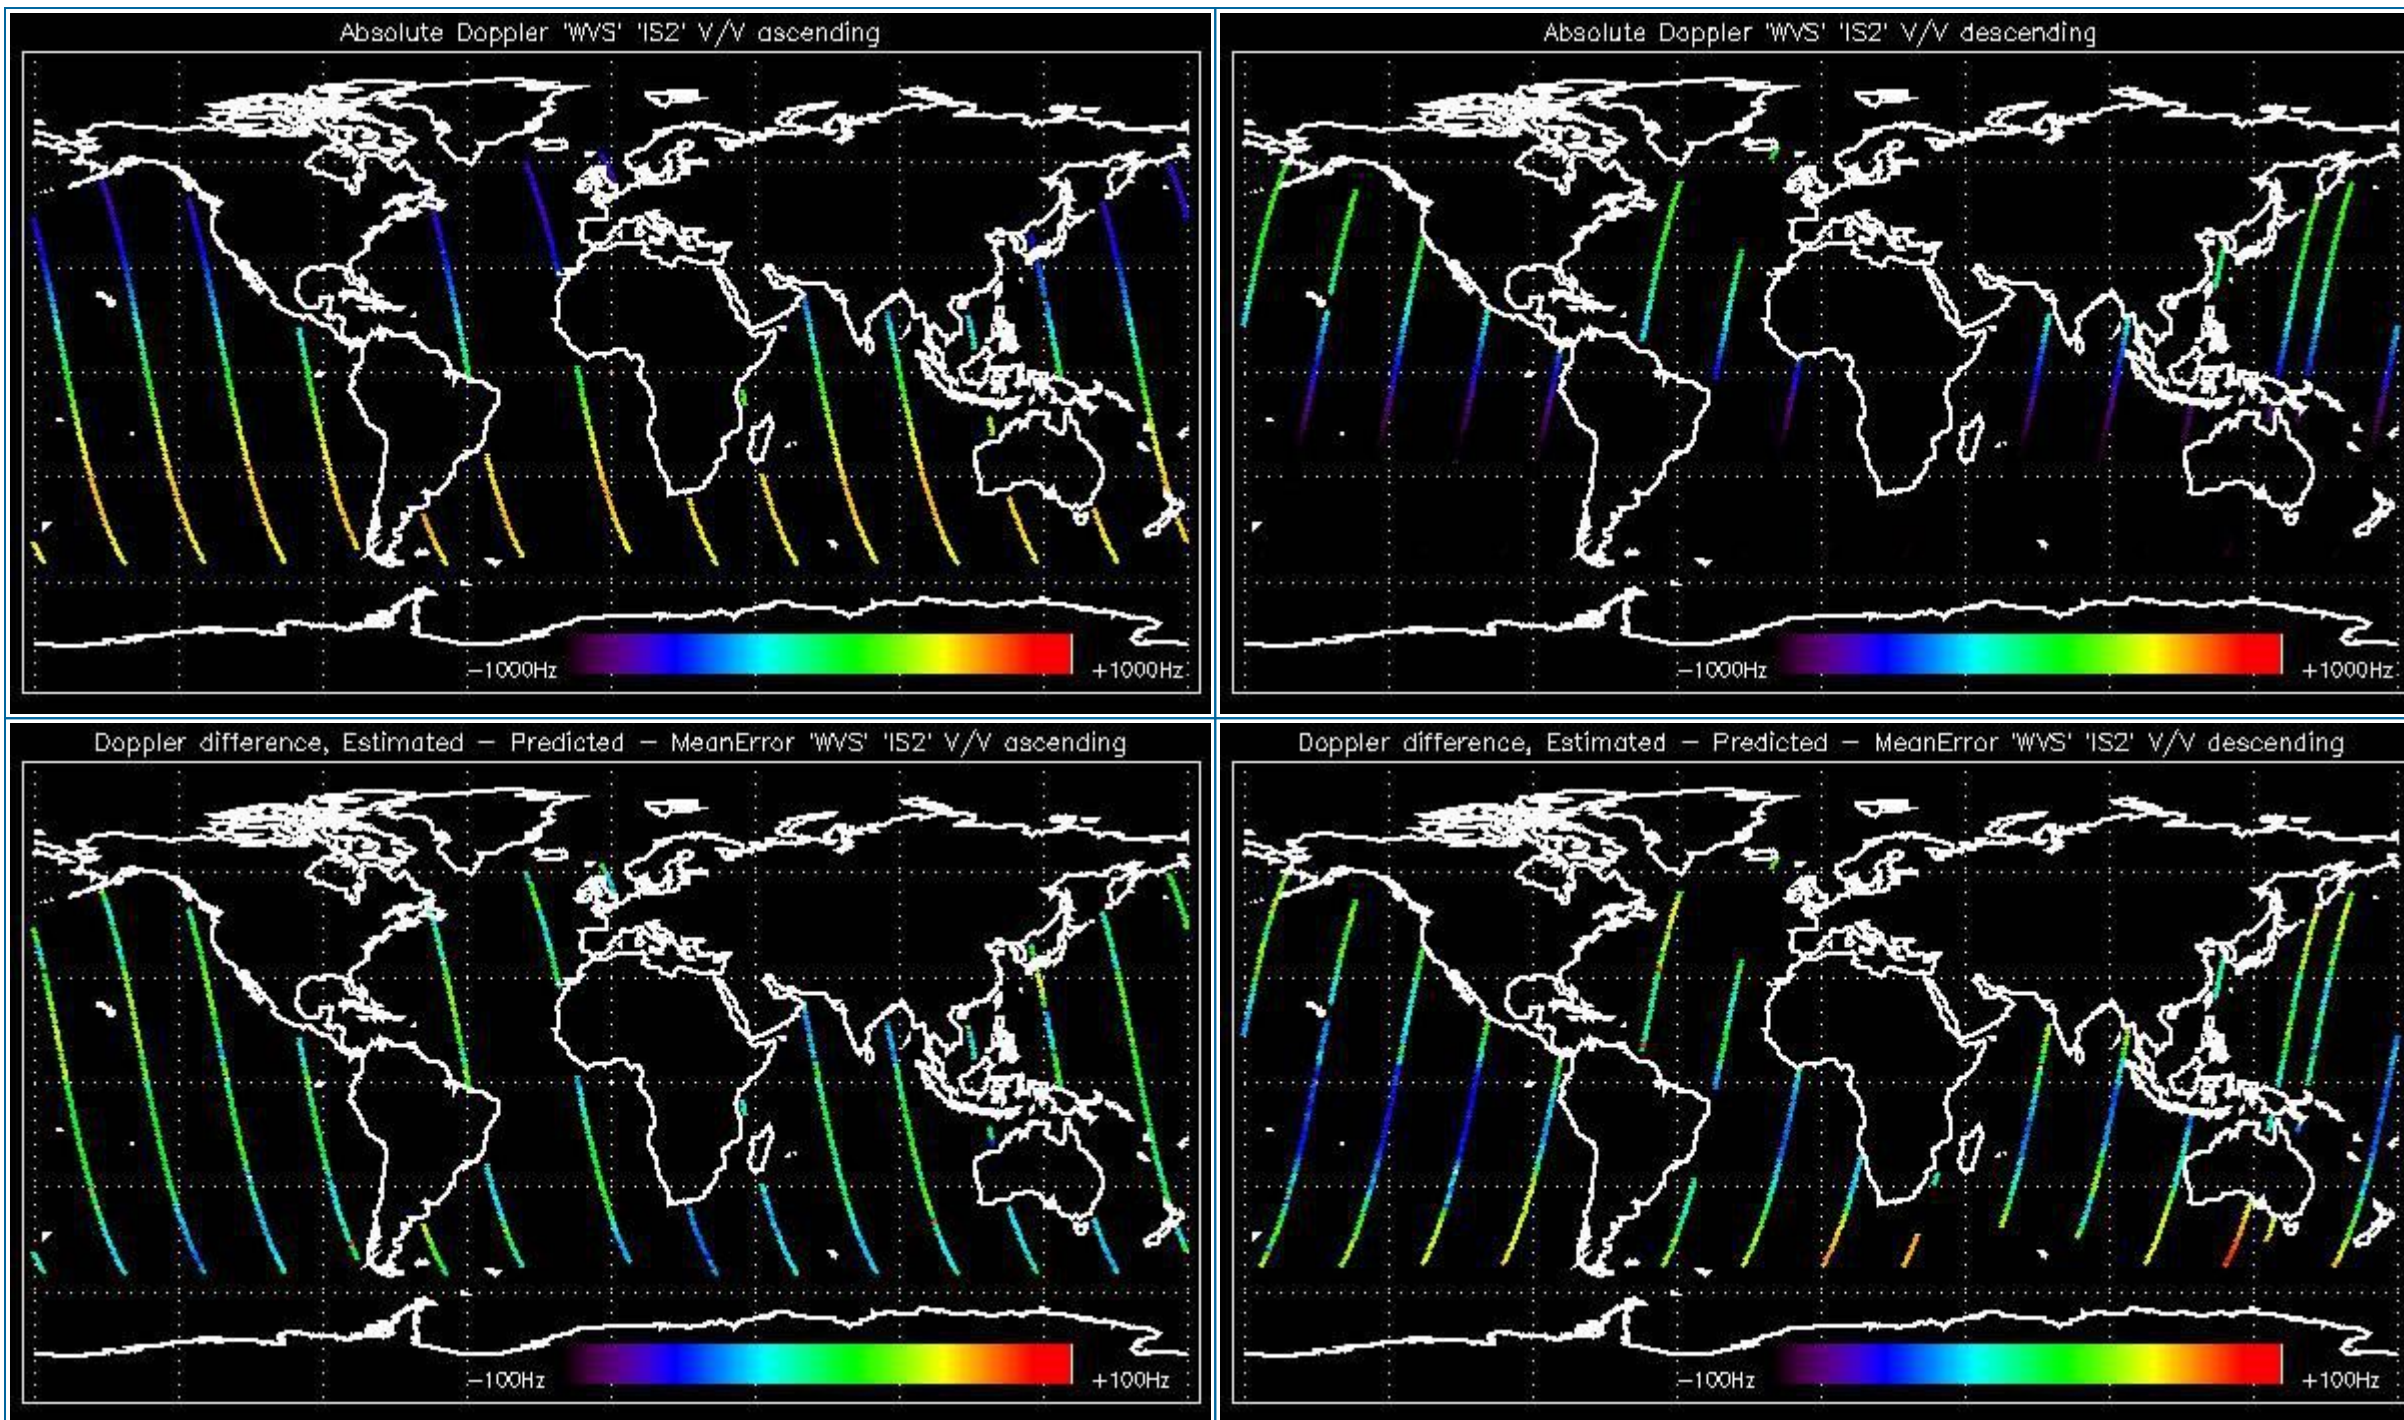 Absolute Doppler 'WVS' 'IS2' V/V ascending
-1000Hz
+1000Hz
Absolute Doppler 'WVS' 'IS2' V/V descending
-1000Hz
+1000Hz
Doppler difference, Estimated - Predicted - MeanError 'WVS' 'IS2' V/V ascending
-100Hz
+100Hz
Doppler difference, Estimated - Predicted - MeanError 'WVS' 'IS2' V/V descending
-100Hz
+100Hz